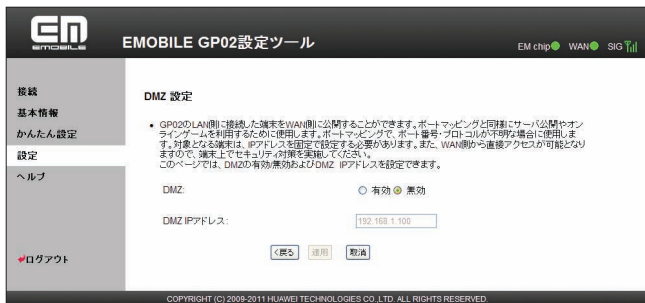 EM
EMOBILE
EMOBILE GP02設定ツール
EM chip WAN SIG
接続
基本情報
かんたん設定
設定
ヘルプ
ログアウト
DMZ 設定
• GP02のLAN側に接続した端末をWAN側に公開することができます。ポートマッピングと同様にサーバ公開やオン
ラインゲームを利用するために使用します。ポートマッピングで、ポート番号・プロトコルが不明な場合に使用しま
す。対象となる端末は、IPアドレスを固定で設定する必要があります。また、WAN側から直接アクセスが可能となり
ますので、端末上でセキュリティ対策を実施してください。
このページでは、DMZの有効/無効およびDMZ IPアドレスを設定できます。
DMZ: 有効 無効
DMZ IPアドレス: 192.168.1.100
<戻る 適用 取消
COPYRIGHT (C) 2009-2011 HUAWEI TECHNOLOGIES CO.,LTD. ALL RIGHTS RESERVED.